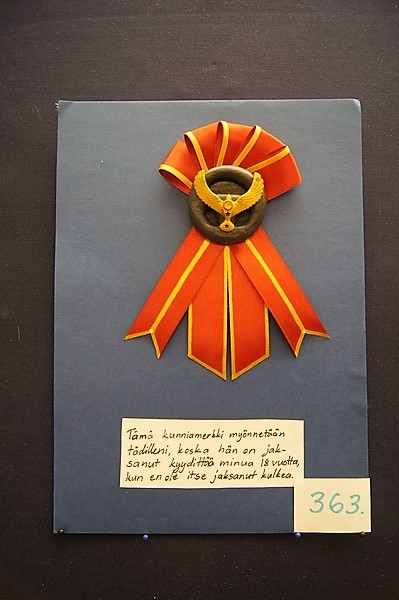 Tämä kunniamerkki myönnetään
tädilleni, koska hän on jak-
sanut kyydittää minua 18 vuotta,
kun en ole itse jaksanut kulkea.
363.